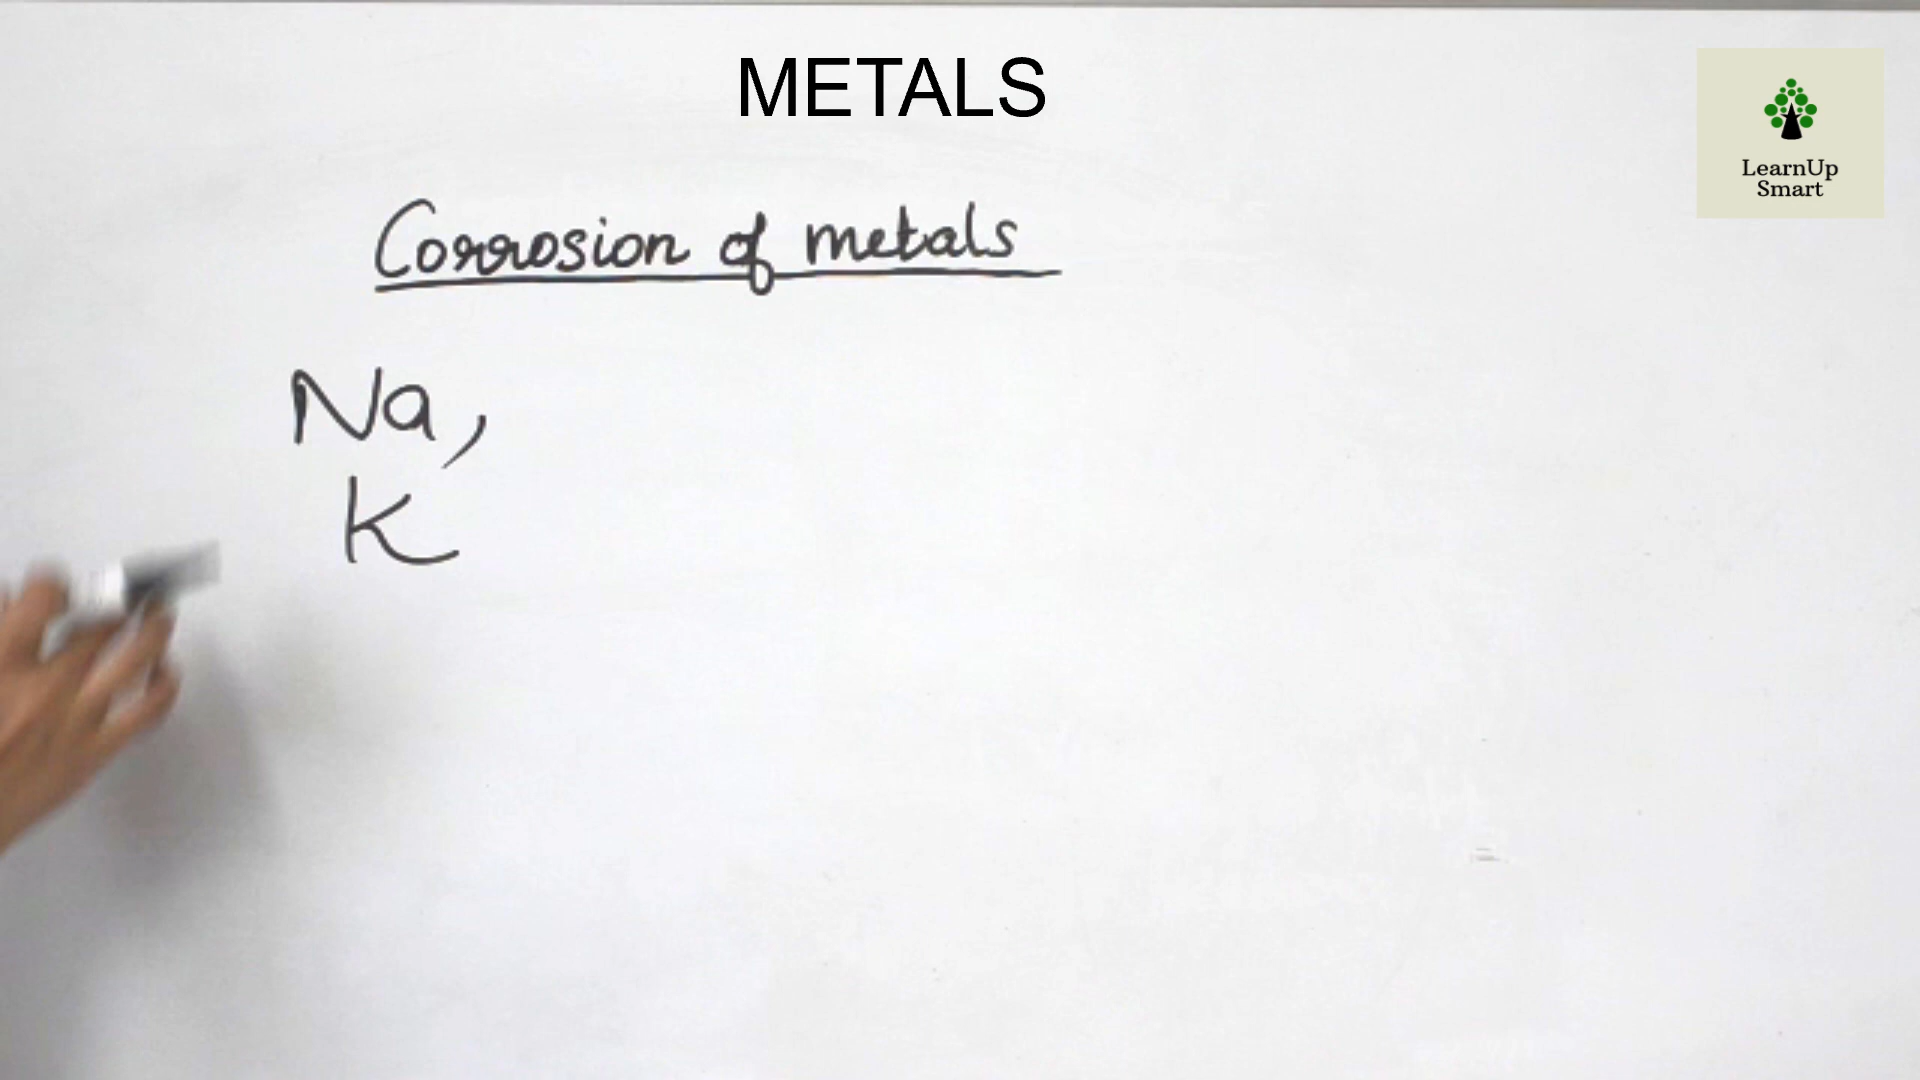 METALS
LearnUp
Smart
Corrosion of metals
Na,
K